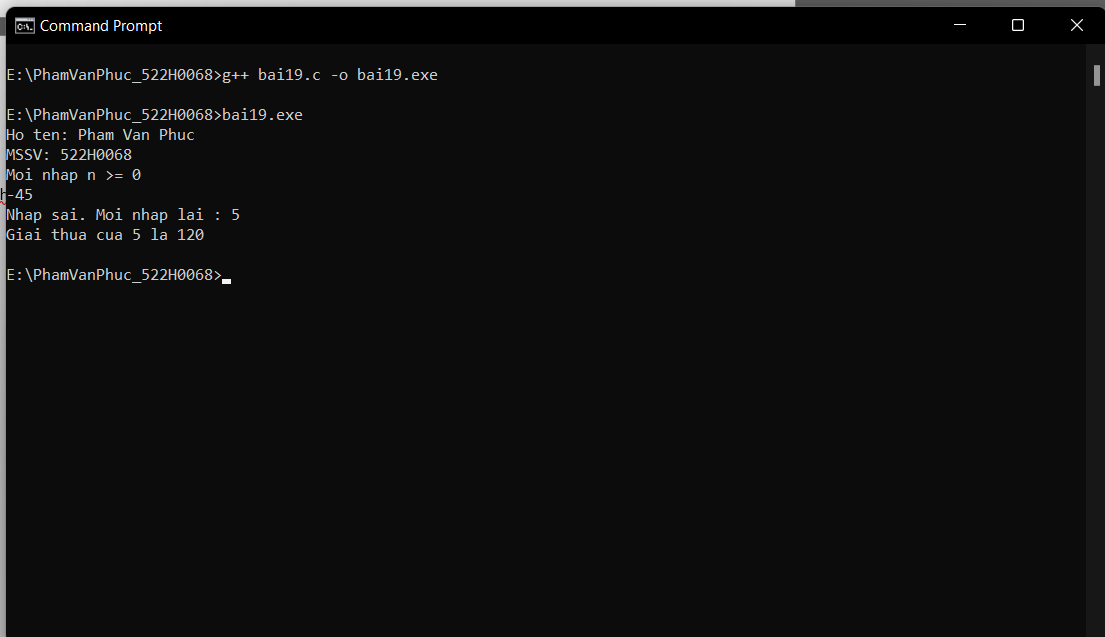 Command Prompt
E:\PhamVanPhuc_522H0068>g++ bai19.c -o bai19.exe
E:\PhamVanPhuc_522H0068>bai19.exe
Ho ten: Pham Van Phuc
MSSV: 522H0068
Moi nhap n >= 0
-45
Nhap sai. Moi nhap lai : 5
Giai thua cua 5 la 120
E:\PhamVanPhuc_522H0068>